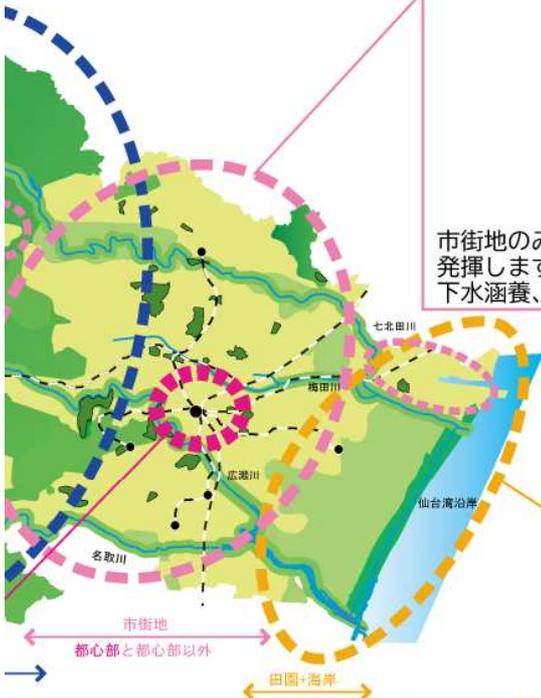 市街地のみ
発揮します
下水涵養、
七北田川
梅田川
広瀬川
仙台湾沿岸
名取川
市街地
都心部と都心部以外
田園+海岸